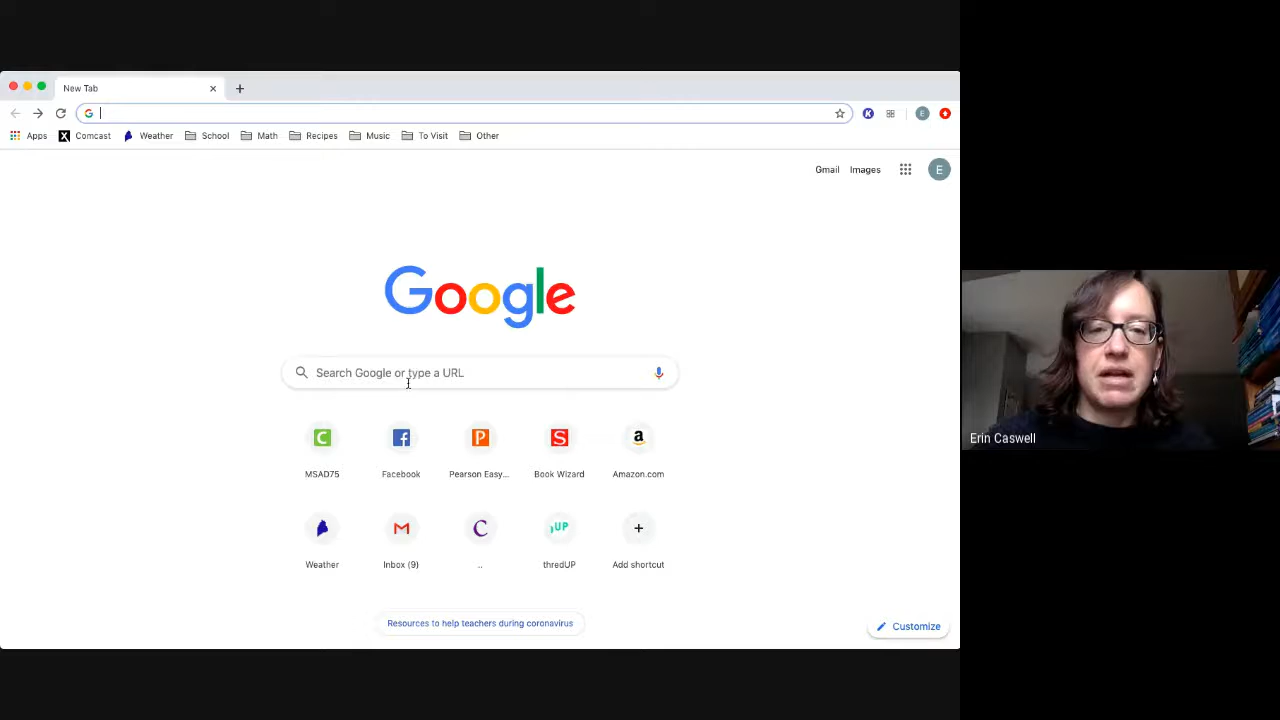 New Tab
Apps Comcast Weather School Math Recipes Music To Visit Other
Gmail Images E
Google
Search Google or type a URL
MSAD75 Facebook Pearson Easy... Book Wizard Amazon.com
Weather Inbox (9) .. thredUP Add shortcut
Resources to help teachers during coronavirus
Customize
Erin Caswell